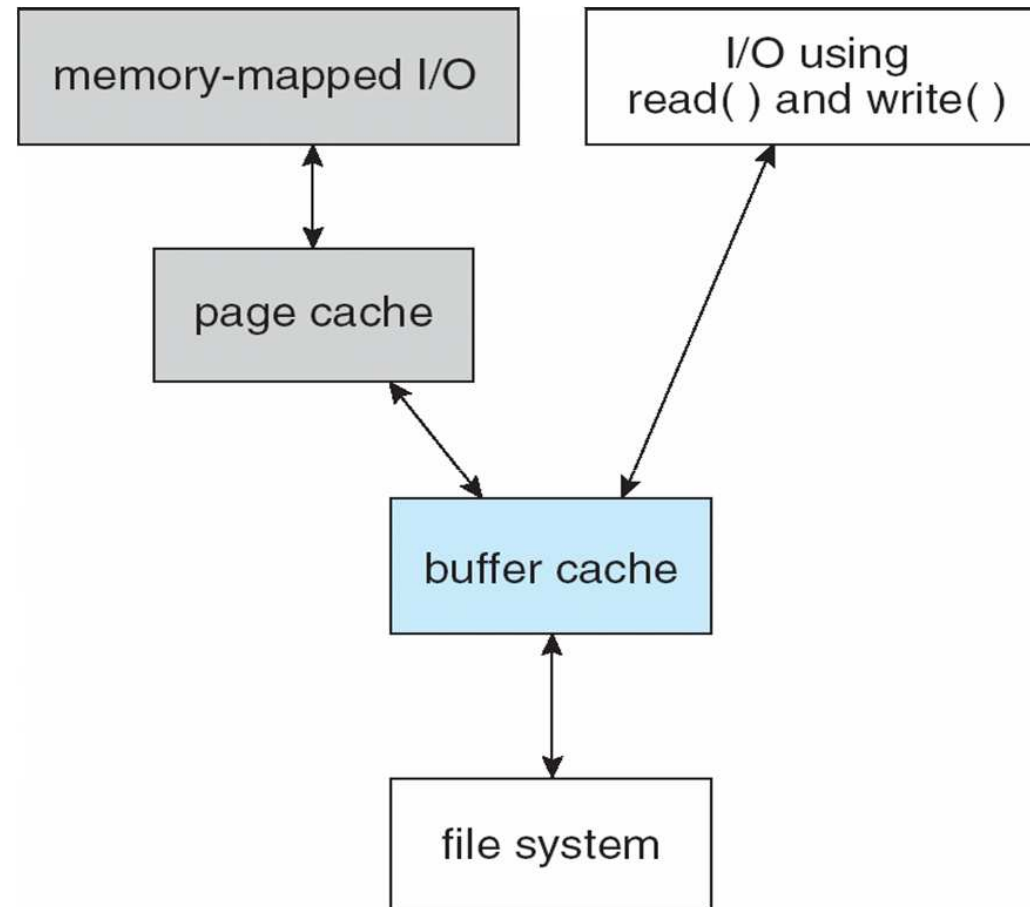 memory-mapped I/O
I/O using
read( ) and write( )
page cache
buffer cache
file system